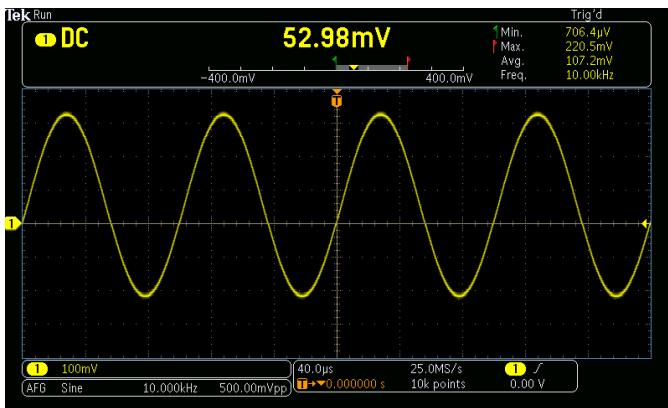 Tek Run Trig'd
1 DC 52.98mV
Min. 706.4µV
Max. 220.5mV
Avg. 107.2mV
Freq. 10.00kHz
-400.0mV 400.0mV
T
1
1 100mV
40.0µs 25.0MS/s 1
T→▼0.000000 s 10k points 0.00 V
AFG Sine 10.000kHz 500.00mVpp